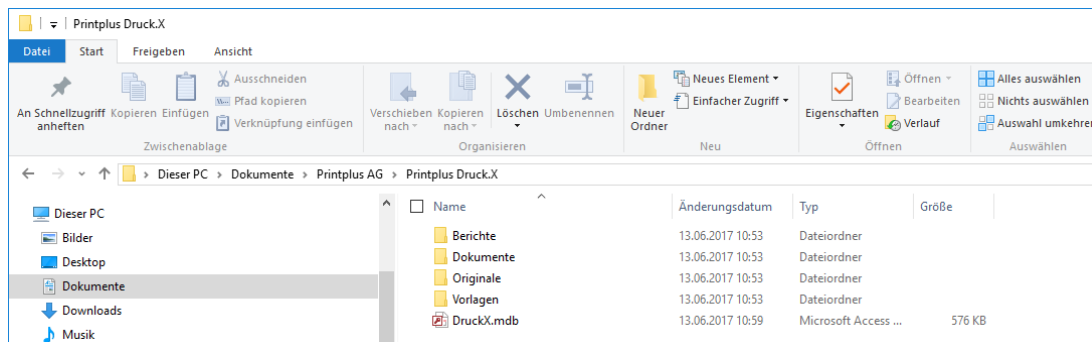 Printplus Druck.X
Datei Start Freigeben Ansicht
An Schnellzugriff anheften
Kopieren
Einfügen
Ausschneiden
Pfad kopieren
Verknüpfung einfügen
Zwischenablage
Verschieben nach
Kopieren nach
Löschen
Umbenennen
Organisieren
Neuer Ordner
Neues Element
Einfacher Zugriff
Neu
Eigenschaften
Öffnen
Bearbeiten
Verlauf
Öffnen
Alles auswählen
Nichts auswählen
Auswahl umkehren
Auswählen
Dieser PC > Dokumente > Printplus AG > Printplus Druck.X
Dieser PC
Bilder
Desktop
Dokumente
Downloads
Musik
Name Änderungsdatum Typ Größe
Berichte 13.06.2017 10:53 Dateiordner
Dokumente 13.06.2017 10:53 Dateiordner
Originale 13.06.2017 10:53 Dateiordner
Vorlagen 13.06.2017 10:53 Dateiordner
DruckX.mdb 13.06.2017 10:59 Microsoft Access ... 576 KB